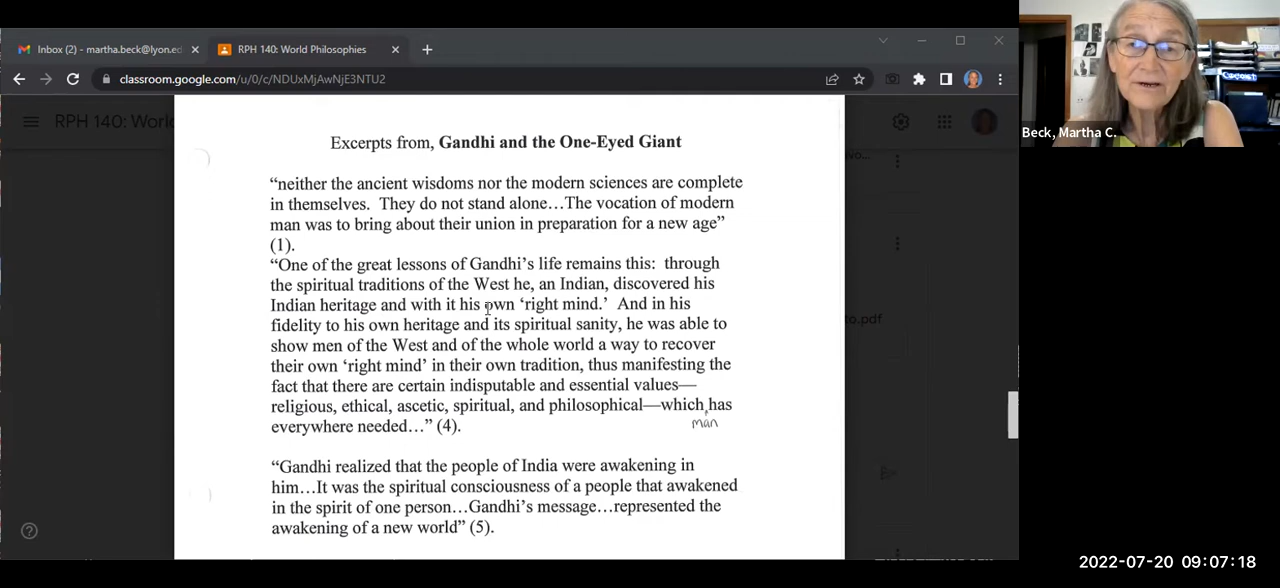 Inbox (2) - martha.beck@lyon.ed
RPH 140: World Philosophies
classroom.google.com/u/0/c/NDUxMjAwNjE3NTU2
RPH 140: Worl
Excerpts from, Gandhi and the One-Eyed Giant
“neither the ancient wisdoms nor the modern sciences are complete
in themselves. They do not stand alone…The vocation of modern
man was to bring about their union in preparation for a new age”
(1).
“One of the great lessons of Gandhi’s life remains this: through
the spiritual traditions of the West he, an Indian, discovered his
Indian heritage and with it his own ‘right mind.’ And in his
fidelity to his own heritage and its spiritual sanity, he was able to
show men of the West and of the whole world a way to recover
their own ‘right mind’ in their own tradition, thus manifesting the
fact that there are certain indisputable and essential values—
religious, ethical, ascetic, spiritual, and philosophical—which has
man
everywhere needed…” (4).
“Gandhi realized that the people of India were awakening in
him…It was the spiritual consciousness of a people that awakened
in the spirit of one person…Gandhi’s message…represented the
awakening of a new world” (5).
to.pdf
Beck, Martha C.
2022-07-20 09:07:18